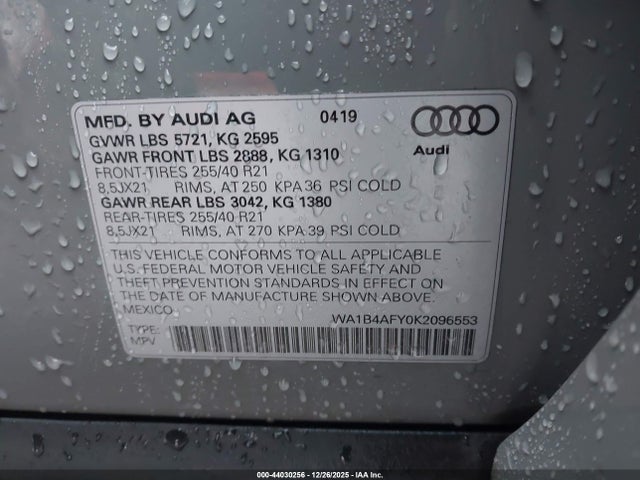 MFD. BY AUDI AG 0419
GVWR LBS 5721, KG 2595
GAWR FRONT LBS 2888, KG 1310
FRONT-TIRES 255/40 R21
8,5JX21 RIMS, AT 250 KPA 36 PSI COLD
GAWR REAR LBS 3042, KG 1380
REAR-TIRES 255/40 R21
8,5JX21 RIMS, AT 270 KPA 39 PSI COLD
Audi
THIS VEHICLE CONFORMS TO ALL APPLICABLE
U.S. FEDERAL MOTOR VEHICLE SAFETY AND
THEFT PREVENTION STANDARDS IN EFFECT ON
THE DATE OF MANUFACTURE SHOWN ABOVE.
MEXICO
WA1B4AFY0K2096553
TYPE:
MPV
000-44030256 - 12/26/2025 - IAA Inc.